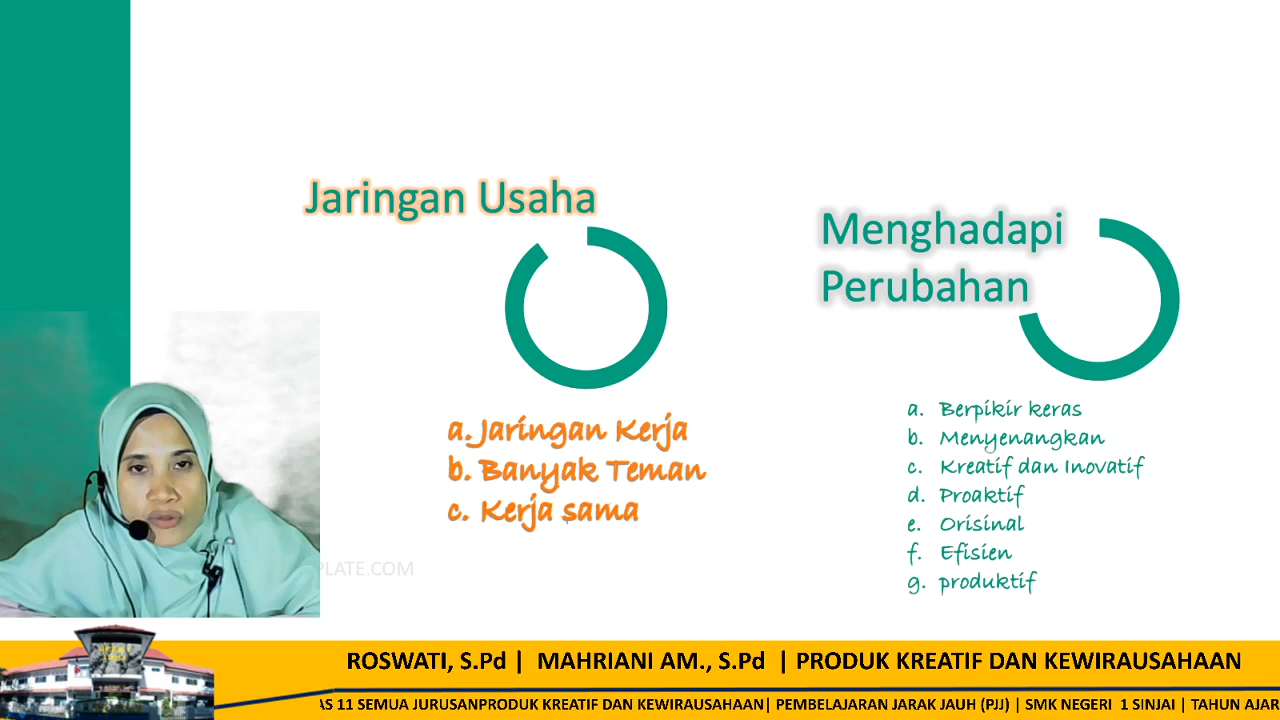 Jaringan Usaha
a. Jaringan Kerja
b. Banyak Teman
c. Kerja sama
Menghadapi
Perubahan
a. Berpikir keras
b. Menyenangkan
c. Kreatif dan Inovatif
d. Proaktif
e. Orisinal
f. Efisien
g. produktif
PLATE.COM
ROSWATI, S.Pd | MAHRIANI AM., S.Pd | PRODUK KREATIF DAN KEWIRAUSAHAAN
AS 11 SEMUA JURUSANPRODUK KREATIF DAN KEWIRAUSAHAAN| PEMBELAJARAN JARAK JAUH (PJJ) | SMK NEGERI 1 SINJAI | TAHUN AJAR